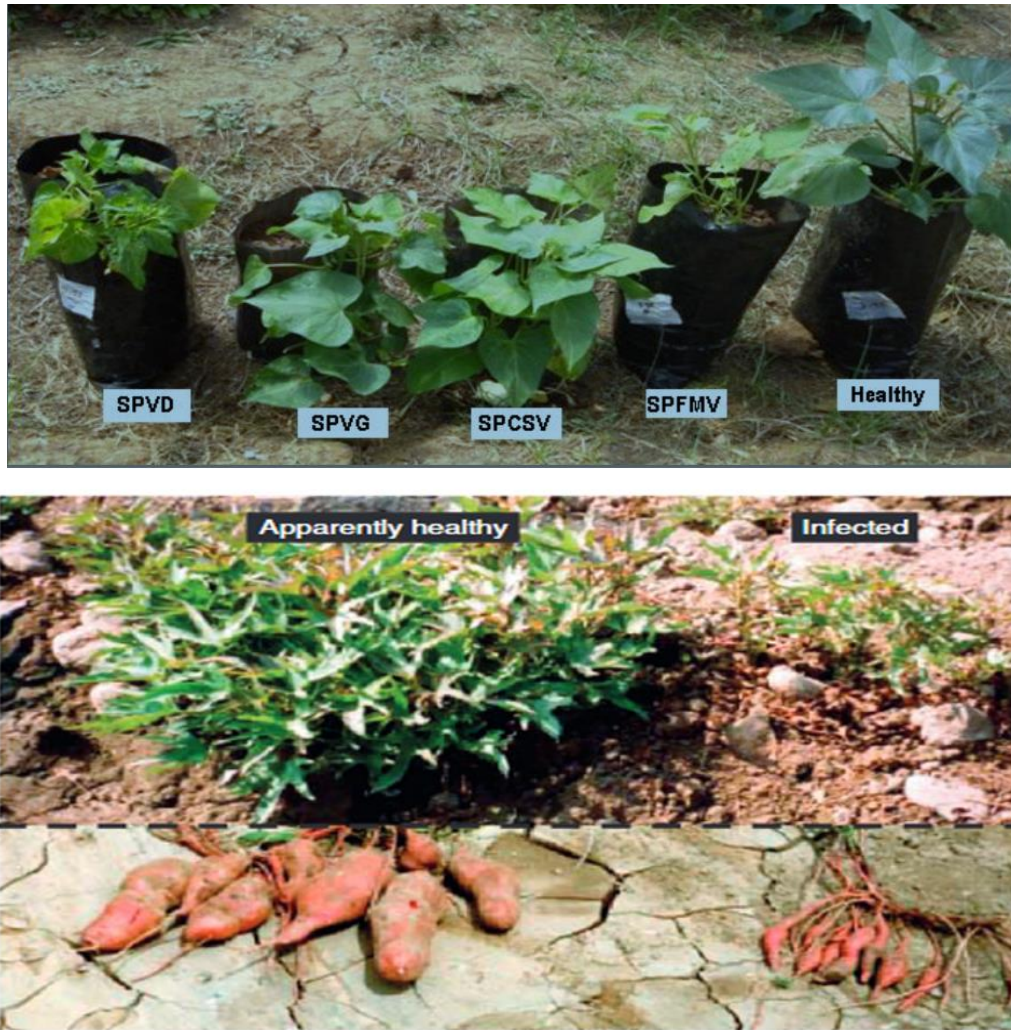 SPVD
SPVG
SPCSV
SPFMV
Healthy
Apparently healthy
Infected